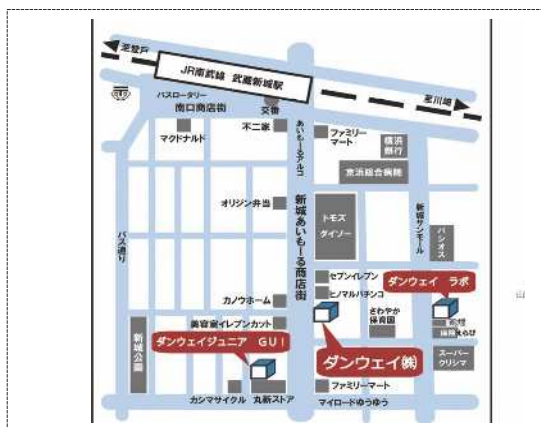 至登戸
JR南武線 武蔵新城駅
至川崎
バスロータリー
南口商店街
交番
マクドナルド
不二家
あいもーるアルコ
ファミリー
マート
横浜
銀行
京浜総合病院
オリジン弁当
トモズ
ダイソー
新城サンモール
パシオス
バス通り
新城あいもーる商店街
セブンイレブン
ヒノマルパチンコ
ダンウェイ ラボ
カノウホーム
さわやか
保育園
美容室イレブンカット
ダンウェイジュニア GU!
新城公園
ダンウェイ㈱
スーパー
クリシマ
カシマサイクル
丸新ストア
ファミリーマート
マイロードゆうゆう